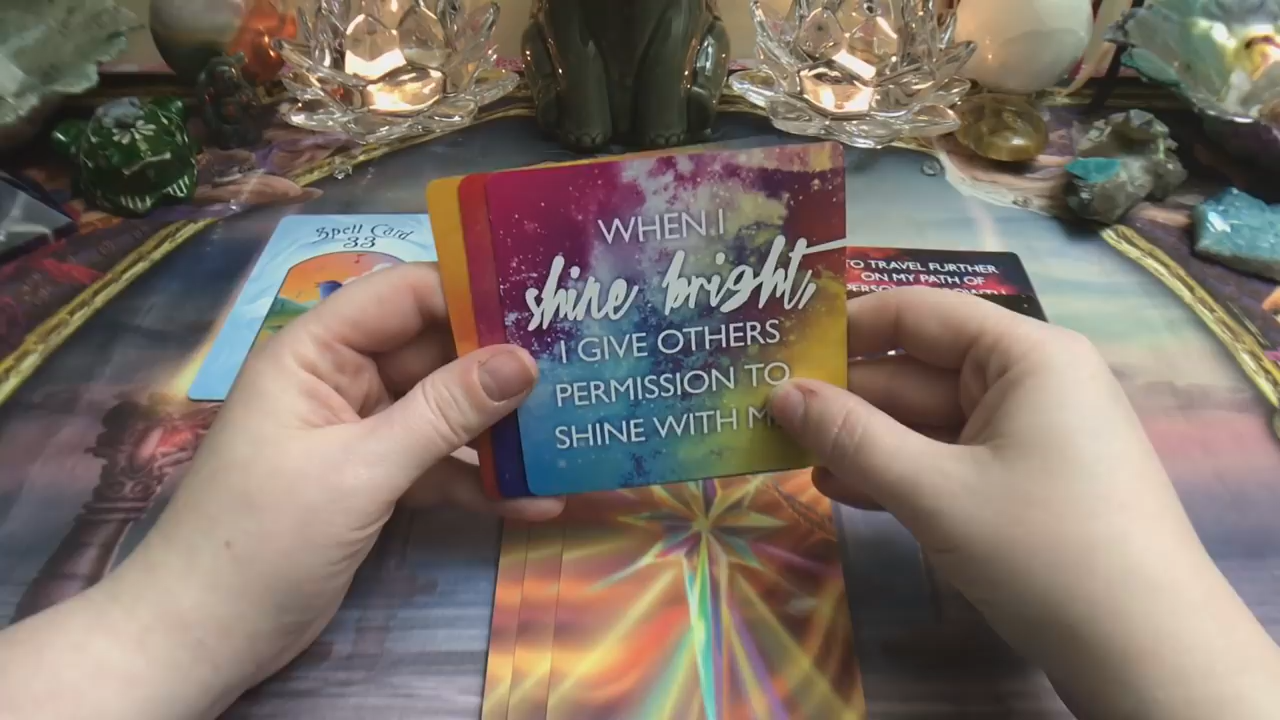 Spell Card
33
WHEN I
shine bright,
I GIVE OTHERS
PERMISSION TO
SHINE WITH
TO TRAVEL FURTHER
ON MY PATH OF